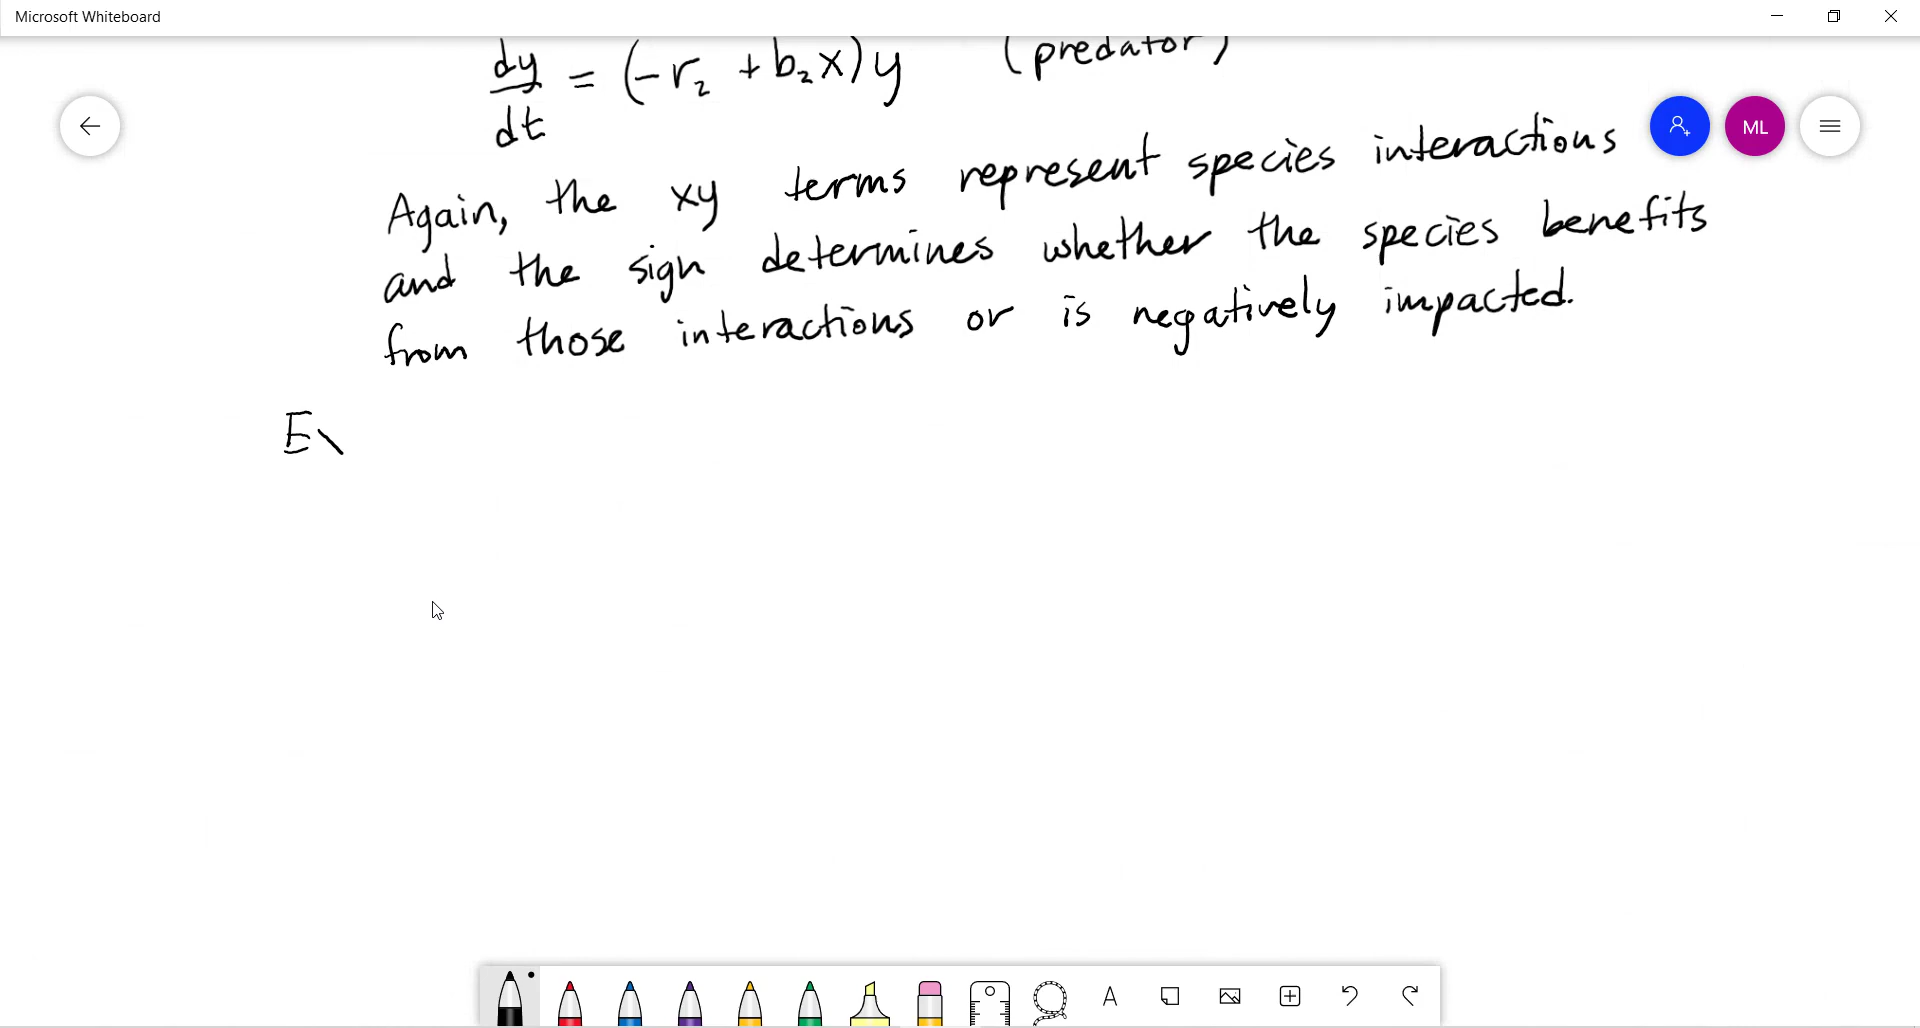 Microsoft Whiteboard
dy/dt = (-r₂ + b₂x)y (predator)
ML
Again, the xy terms represent species interactions
and the sign determines whether the species benefits
from those interactions or is negatively impacted.
E\
A